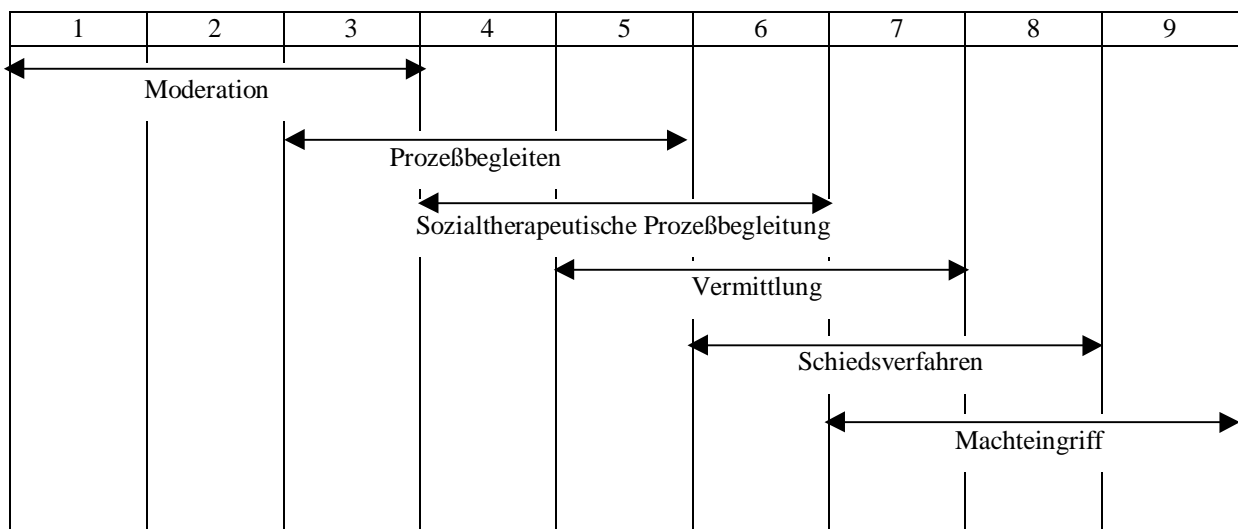 1 2 3 4 5 6 7 8 9
Moderation
Prozeßbegleiten
Sozialtherapeutische Prozeßbegleitung
Vermittlung
Schiedsverfahren
Machteingriff